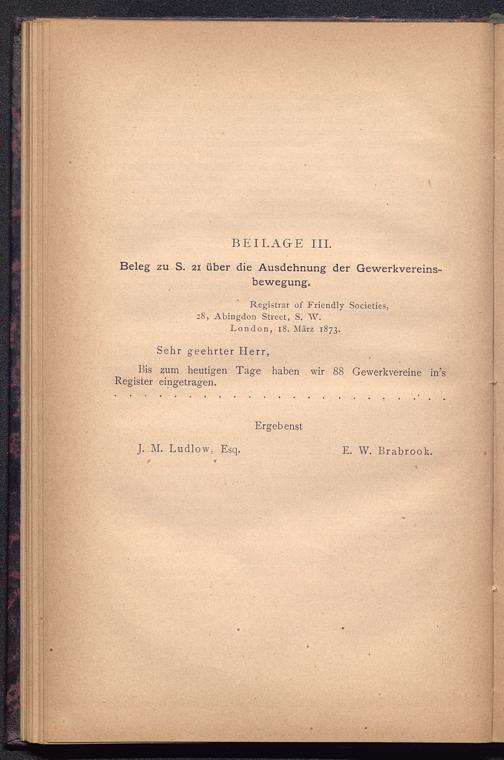 BEILAGE III.
Beleg zu S. 21 über die Ausdehnung der Gewerkvereins-
bewegung.
Registrar of Friendly Societies,
28, Abingdon Street, S. W.
London, 18. März 1873.
Sehr geehrter Herr,
Bis zum heutigen Tage haben wir 88 Gewerkvereine in's
Register eingetragen.
. . . . . . . . . . . . . . . . . . . . . . .
Ergebenst
J. M. Ludlow, Esq. E. W. Brabrook.